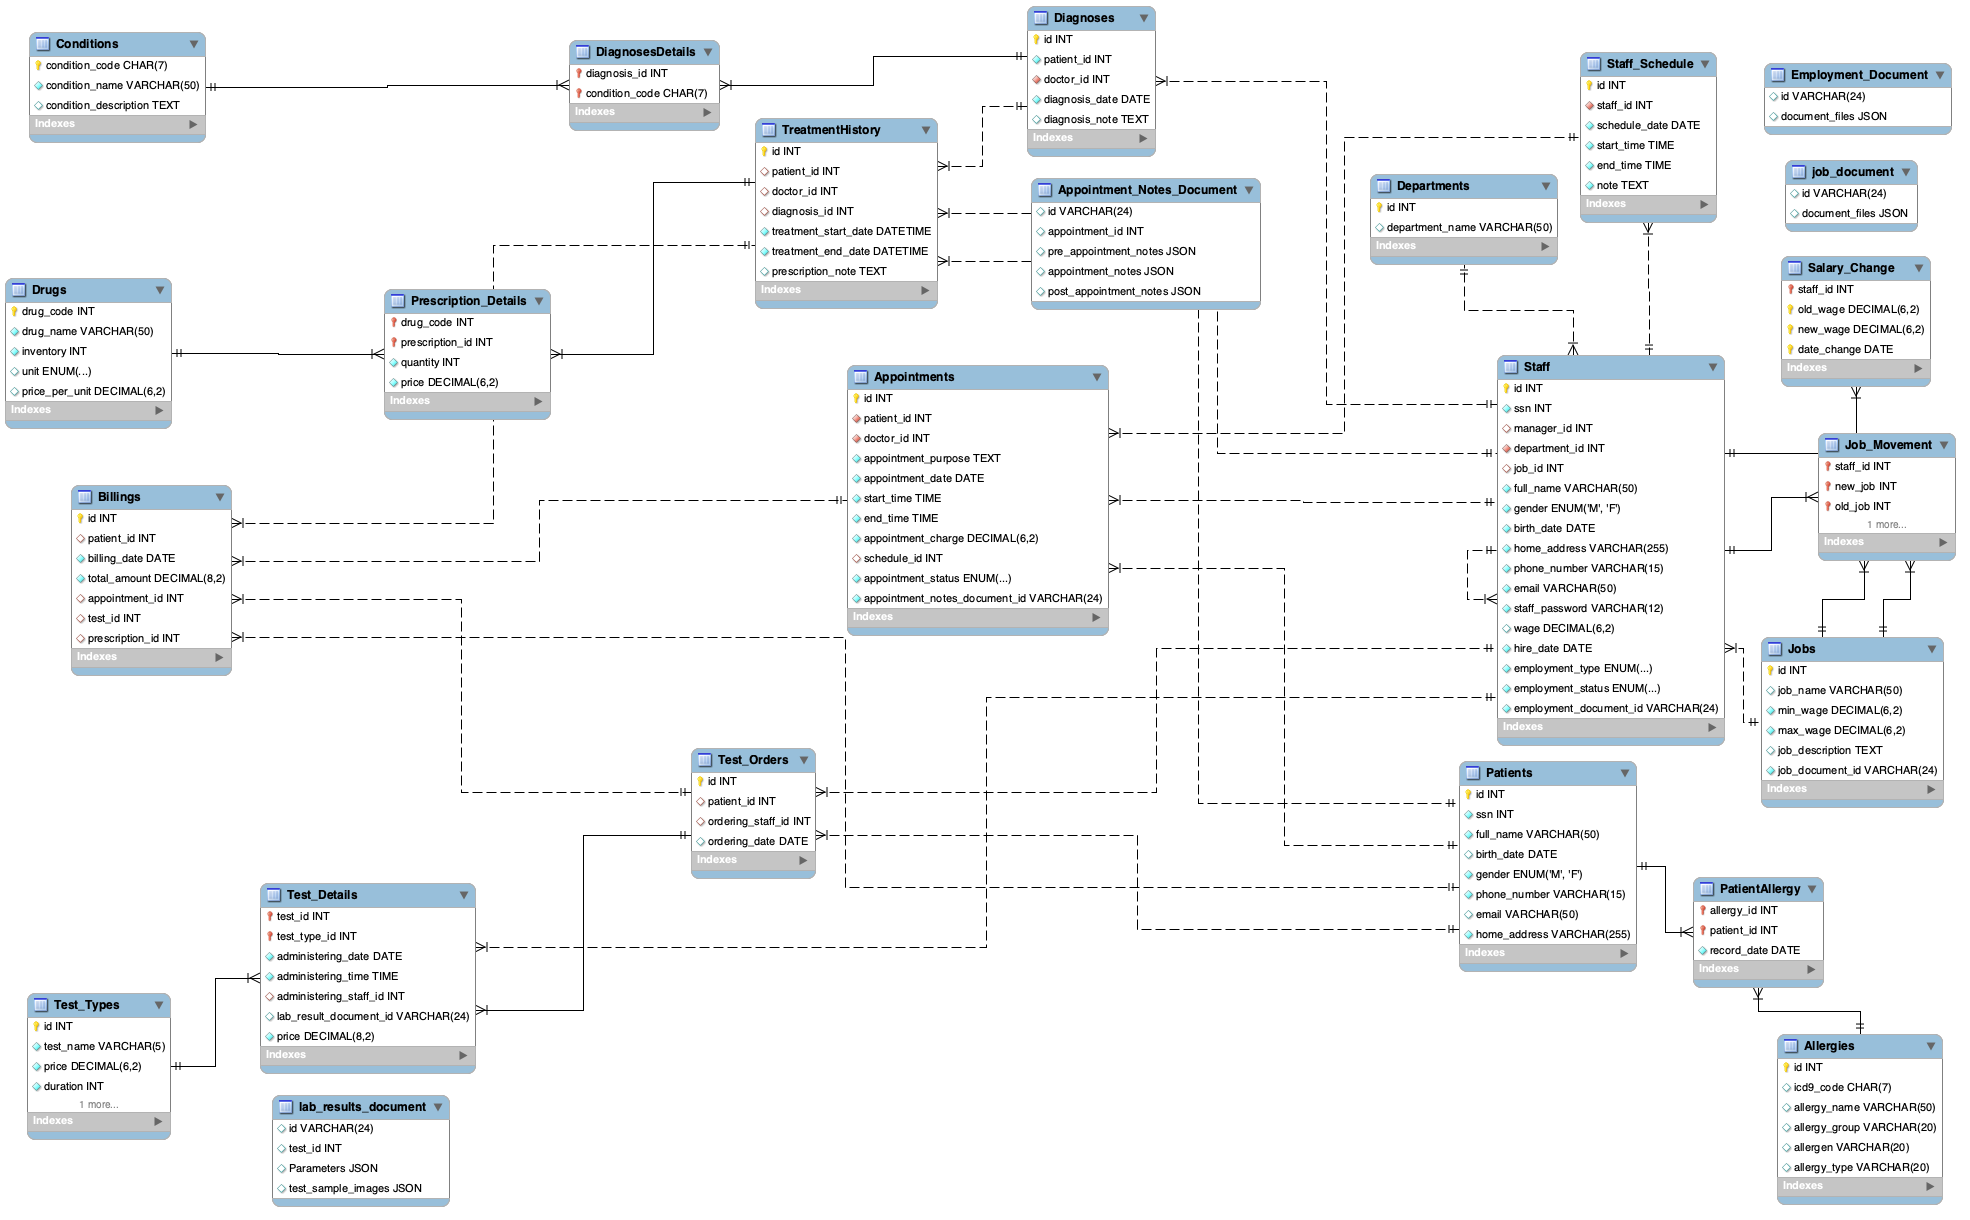 Conditions
condition_code CHAR(7)
condition_name VARCHAR(50)
condition_description TEXT
Indexes
DiagnosesDetails
diagnosis_id INT
condition_code CHAR(7)
Indexes
Diagnoses
id INT
patient_id INT
doctor_id INT
diagnosis_date DATE
diagnosis_note TEXT
Indexes
Staff_Schedule
id INT
staff_id INT
schedule_date DATE
start_time TIME
end_time TIME
note TEXT
Indexes
Employment_Document
id VARCHAR(24)
document_files JSON
TreatmentHistory
id INT
patient_id INT
doctor_id INT
diagnosis_id INT
treatment_start_date DATETIME
treatment_end_date DATETIME
prescription_note TEXT
Indexes
Appointment_Notes_Document
id VARCHAR(24)
appointment_id INT
pre_appointment_notes JSON
appointment_notes JSON
post_appointment_notes JSON
Departments
id INT
department_name VARCHAR(50)
Indexes
job_document
id VARCHAR(24)
document_files JSON
Salary_Change
staff_id INT
old_wage DECIMAL(6,2)
new_wage DECIMAL(6,2)
date_change DATE
Indexes
Drugs
drug_code INT
drug_name VARCHAR(50)
inventory INT
unit ENUM(...)
price_per_unit DECIMAL(6,2)
Indexes
Prescription_Details
drug_code INT
prescription_id INT
quantity INT
price DECIMAL(6,2)
Indexes
Appointments
id INT
patient_id INT
doctor_id INT
appointment_purpose TEXT
appointment_date DATE
start_time TIME
end_time TIME
appointment_charge DECIMAL(6,2)
schedule_id INT
appointment_status ENUM(...)
appointment_notes_document_id VARCHAR(24)
Indexes
Staff
id INT
ssn INT
manager_id INT
department_id INT
job_id INT
full_name VARCHAR(50)
gender ENUM('M', 'F')
birth_date DATE
home_address VARCHAR(255)
phone_number VARCHAR(15)
email VARCHAR(50)
staff_password VARCHAR(12)
wage DECIMAL(6,2)
hire_date DATE
employment_type ENUM(...)
employment_status ENUM(...)
employment_document_id VARCHAR(24)
Indexes
Job_Movement
staff_id INT
new_job INT
old_job INT
1 more...
Indexes
Billings
id INT
patient_id INT
billing_date DATE
total_amount DECIMAL(8,2)
appointment_id INT
test_id INT
prescription_id INT
Indexes
Jobs
id INT
job_name VARCHAR(50)
min_wage DECIMAL(6,2)
max_wage DECIMAL(6,2)
job_description TEXT
job_document_id VARCHAR(24)
Indexes
Test_Orders
id INT
patient_id INT
ordering_staff_id INT
ordering_date DATE
Indexes
Patients
id INT
ssn INT
full_name VARCHAR(50)
birth_date DATE
gender ENUM('M', 'F')
phone_number VARCHAR(15)
email VARCHAR(50)
home_address VARCHAR(255)
Indexes
PatientAllergy
allergy_id INT
patient_id INT
record_date DATE
Indexes
Test_Details
test_id INT
test_type_id INT
administering_date DATE
administering_time TIME
administering_staff_id INT
lab_result_document_id VARCHAR(24)
price DECIMAL(8,2)
Indexes
Test_Types
id INT
test_name VARCHAR(5)
price DECIMAL(6,2)
duration INT
1 more...
Indexes
Allergies
id INT
icd9_code CHAR(7)
allergy_name VARCHAR(50)
allergy_group VARCHAR(20)
allergen VARCHAR(20)
allergy_type VARCHAR(20)
Indexes
lab_results_document
id VARCHAR(24)
test_id INT
Parameters JSON
test_sample_images JSON